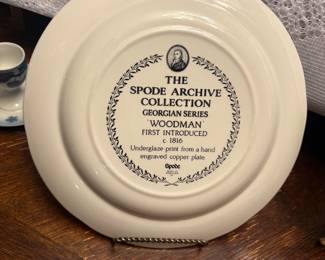 THE
SPODE ARCHIVE
COLLECTION
GEORGIAN SERIES
'WOODMAN'
FIRST INTRODUCED
c 1816
Underglaze print from a hand
engraved copper plate
Spode